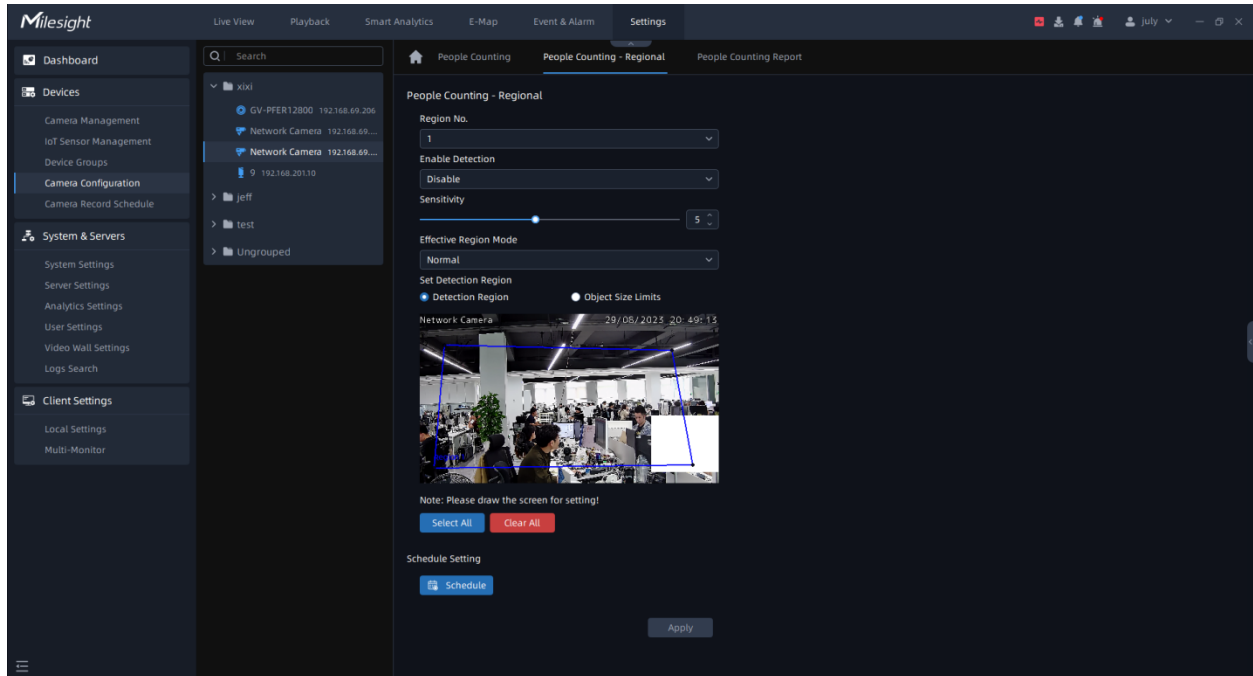 Milesight
Live View Playback Smart Analytics E-Map Event & Alarm Settings july
Dashboard
Devices
Camera Management
IoT Sensor Management
Device Groups
Camera Configuration
Camera Record Schedule
System & Servers
System Settings
Server Settings
Analytics Settings
User Settings
Video Wall Settings
Logs Search
Client Settings
Local Settings
Multi-Monitor
Search
xixi
GV-PFER12800 192.168.69.206
Network Camera 192.168.69....
Network Camera 192.168.69....
9 192.168.201.10
jeff
test
Ungrouped
People Counting People Counting - Regional People Counting Report
People Counting - Regional
Region No.
1
Enable Detection
Disable
Sensitivity
5
Effective Region Mode
Normal
Set Detection Region
Detection Region Object Size Limits
Network Camera 29/08/2023 20:49:13
Note: Please draw the screen for setting!
Select All Clear All
Schedule Setting
Schedule
Apply